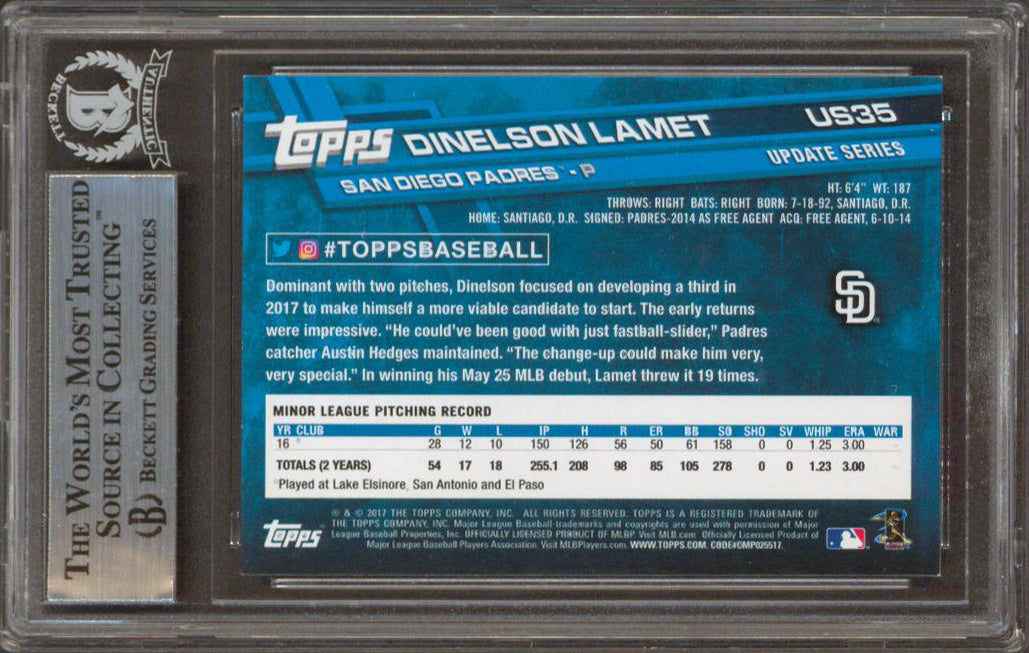 BECKETT AUTHENTIC
B
THE WORLD'S MOST TRUSTED
SOURCE IN COLLECTING™
BECKETT GRADING SERVICES
B
topps DINELSON LAMET US35
SAN DIEGO PADRES® • P UPDATE SERIES
HT: 6'4" WT: 187
THROWS: RIGHT BATS: RIGHT BORN: 7-18-92, SANTIAGO, D.R.
HOME: SANTIAGO, D.R. SIGNED: PADRES-2014 AS FREE AGENT ACQ: FREE AGENT, 6-10-14
#TOPPSBASEBALL
Dominant with two pitches, Dinelson focused on developing a third in
2017 to make himself a more viable candidate to start. The early returns
were impressive. “He could’ve been good with just fastball-slider,” Padres
catcher Austin Hedges maintained. “The change-up could make him very,
very special.” In winning his May 25 MLB debut, Lamet threw it 19 times.
SD
MINOR LEAGUE PITCHING RECORD
YR CLUB G W L IP H R ER BB SO SHO SV WHIP ERA WAR
16 * 28 12 10 150 126 56 50 61 158 0 0 1.25 3.00 -
TOTALS (2 YEARS) 54 17 18 255.1 208 98 85 105 278 0 0 1.23 3.00 -
*Played at Lake Elsinore, San Antonio and El Paso
topps
® & © 2017 THE TOPPS COMPANY, INC. ALL RIGHTS RESERVED. TOPPS IS A REGISTERED TRADEMARK OF
THE TOPPS COMPANY, INC. Major League Baseball trademarks and copyrights are used with permission of Major
League Baseball Properties, Inc. OFFICIALLY LICENSED PRODUCT OF MLBP Visit MLB.com Officially Licensed Product of
Major League Baseball Players Association. Visit MLBPlayers.com. WWW.TOPPS.COM. CODE#CMP025517.